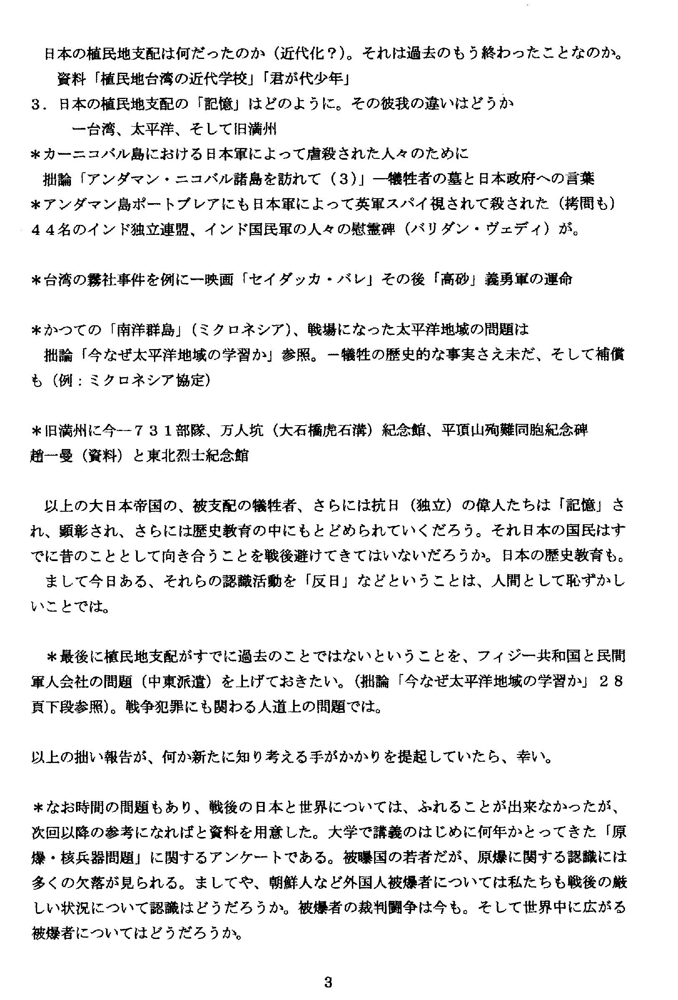 日本の植民地支配は何だったのか（近代化？）。それは過去のもう終わったことなのか。
資料「植民地台湾の近代学校」「君が代少年」
３．日本の植民地支配の「記憶」はどのように。その彼我の違いはどうか
ー台湾、太平洋、そして旧満州
＊カーニコバル島における日本軍によって虐殺された人々のために
拙論「アンダマン・ニコバル諸島を訪れて（３）」―犠牲者の墓と日本政府への言葉
＊アンダマン島ポートブレアにも日本軍によって英軍スパイ視されて殺された（拷問も）
４４名のインド独立連盟、インド国民軍の人々の慰霊碑（バリダン・ヴェディ）が。
＊台湾の霧社事件を例にー映画「セイダッカ・バレ」その後「高砂」義勇軍の運命
＊かつての「南洋群島」（ミクロネシア）、戦場になった太平洋地域の問題は
拙論「今なぜ太平洋地域の学習か」参照。－犠牲の歴史的な事実さえ未だ、そして補償
も（例：ミクロネシア協定）
＊旧満州に今―７３１部隊、万人坑（大石橋虎石溝）紀念館、平頂山殉難同胞紀念碑
趙一曼（資料）と東北烈士紀念館
以上の大日本帝国の、被支配の犠牲者、さらには抗日（独立）の偉人たちは「記憶」さ
れ、顕彰され、さらには歴史教育の中にもとどめられていくだろう。それ日本の国民はす
でに昔のこととして向き合うことを戦後避けてきてはいないだろうか。日本の歴史教育も。
まして今日ある、それらの認識活動を「反日」などということは、人間として恥ずかし
いことでは。
＊最後に植民地支配がすでに過去のことではないということを、フィジー共和国と民間
軍人会社の問題（中東派遣）を上げておきたい。（拙論「今なぜ太平洋地域の学習か」２８
頁下段参照）。戦争犯罪にも関わる人道上の問題では。
以上の拙い報告が、何か新たに知り考える手がかかりを提起していたら、幸い。
＊なお時間の問題もあり、戦後の日本と世界については、ふれることが出来なかったが、
次回以降の参考になればと資料を用意した。大学で講義のはじめに何年かとってきた「原
爆・核兵器問題」に関するアンケートである。被曝国の若者だが、原爆に関する認識には
多くの欠落が見られる。ましてや、朝鮮人など外国人被爆者については私たちも戦後の厳
しい状況について認識はどうだろうか。被爆者の裁判闘争は今も。そして世界中に広がる
被爆者についてはどうだろうか。
3